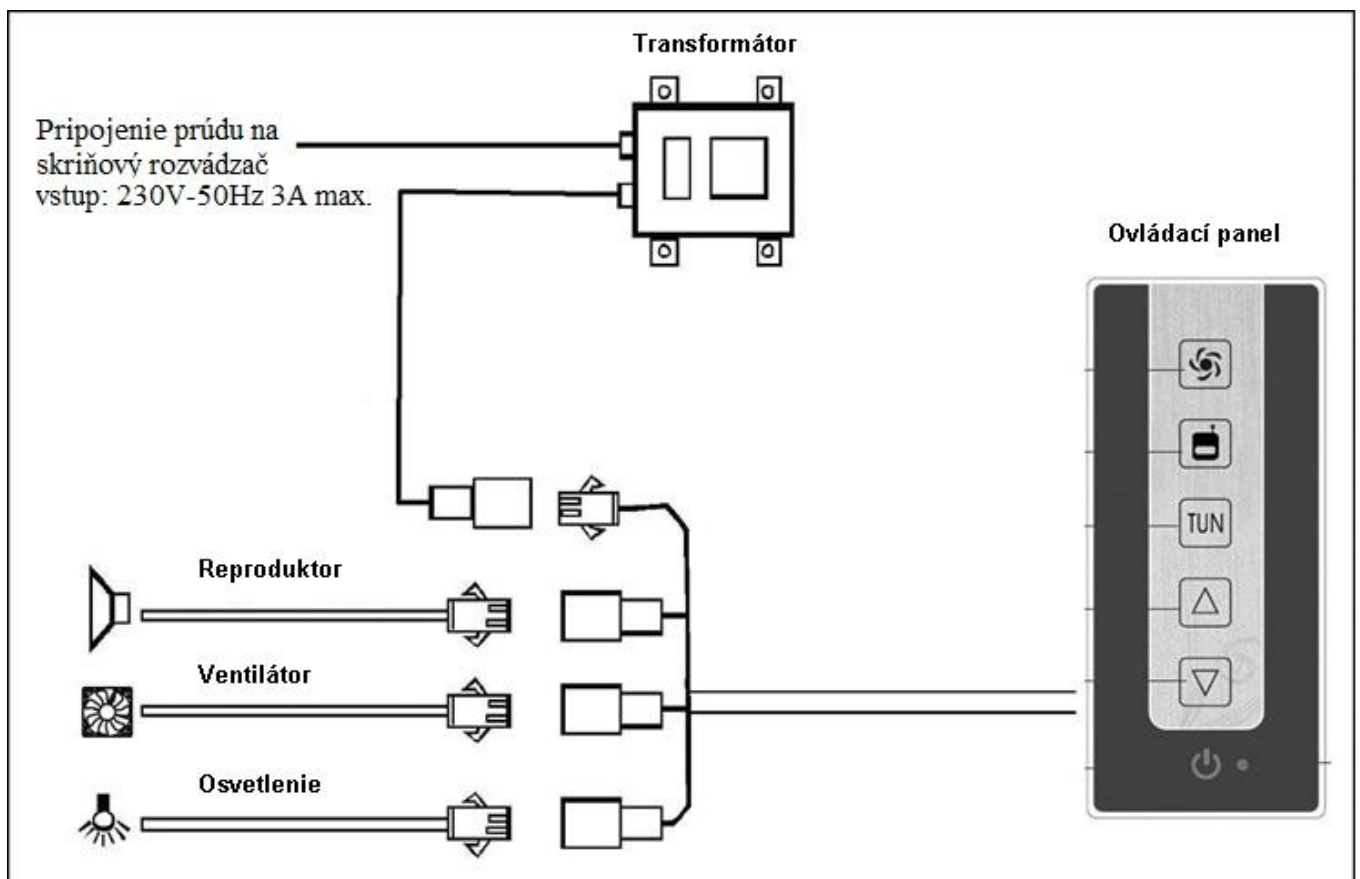 Transformátor
Pripojenie prúdu na
skriňový rozvádzač
vstup: 230V-50Hz 3A max.
Ovládací panel
TUN
Reproduktor
Ventilátor
Osvetlenie